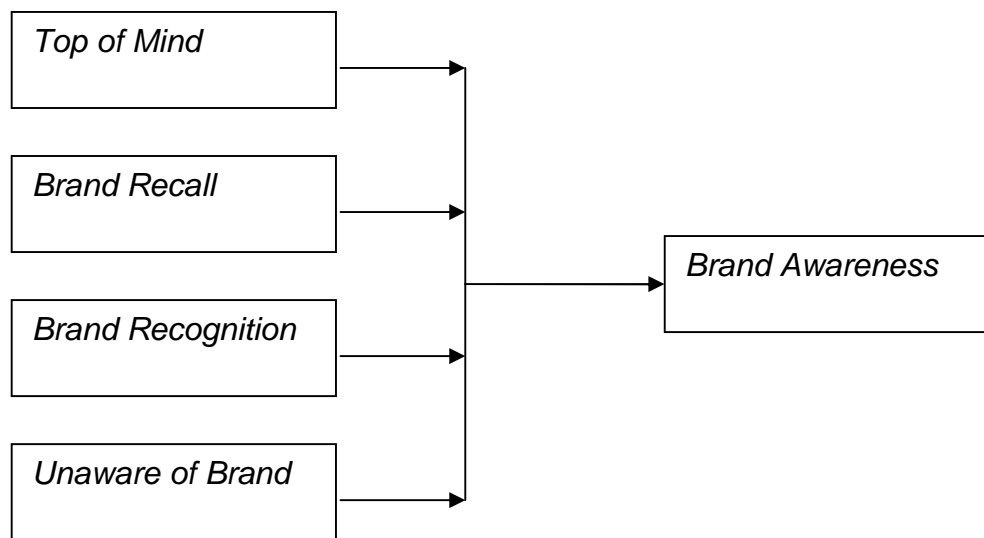 Top of Mind
Brand Recall
Brand Awareness
Brand Recognition
Unaware of Brand